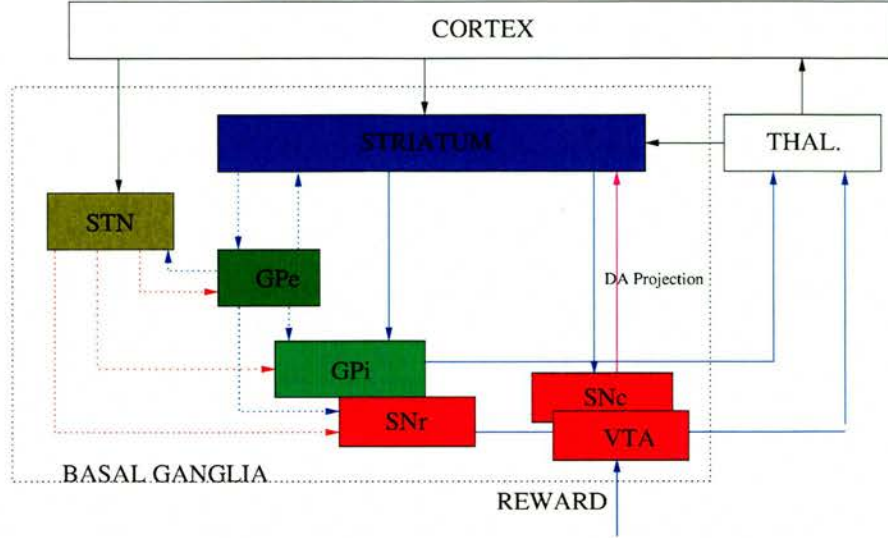 CORTEX
STRIATUM
THAL.
STN
GPe
DA Projection
GPi
SNc
SNr
VTA
BASAL GANGLIA
REWARD